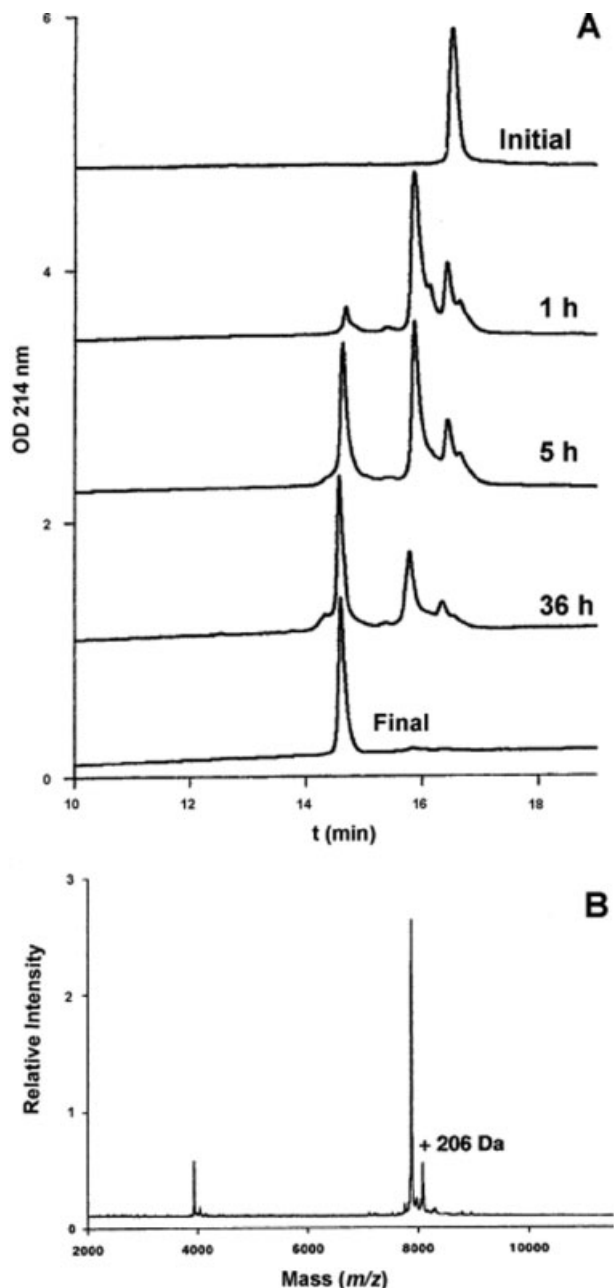 A
6
Initial
4
1 h
OD 214 nm
5 h
2
36 h
Final
0
10
12
14
16
18
t (min)
B
3
Relative Intensity
2
+ 206 Da
1
0
2000
4000
6000
8000
10000
Mass (m/z)